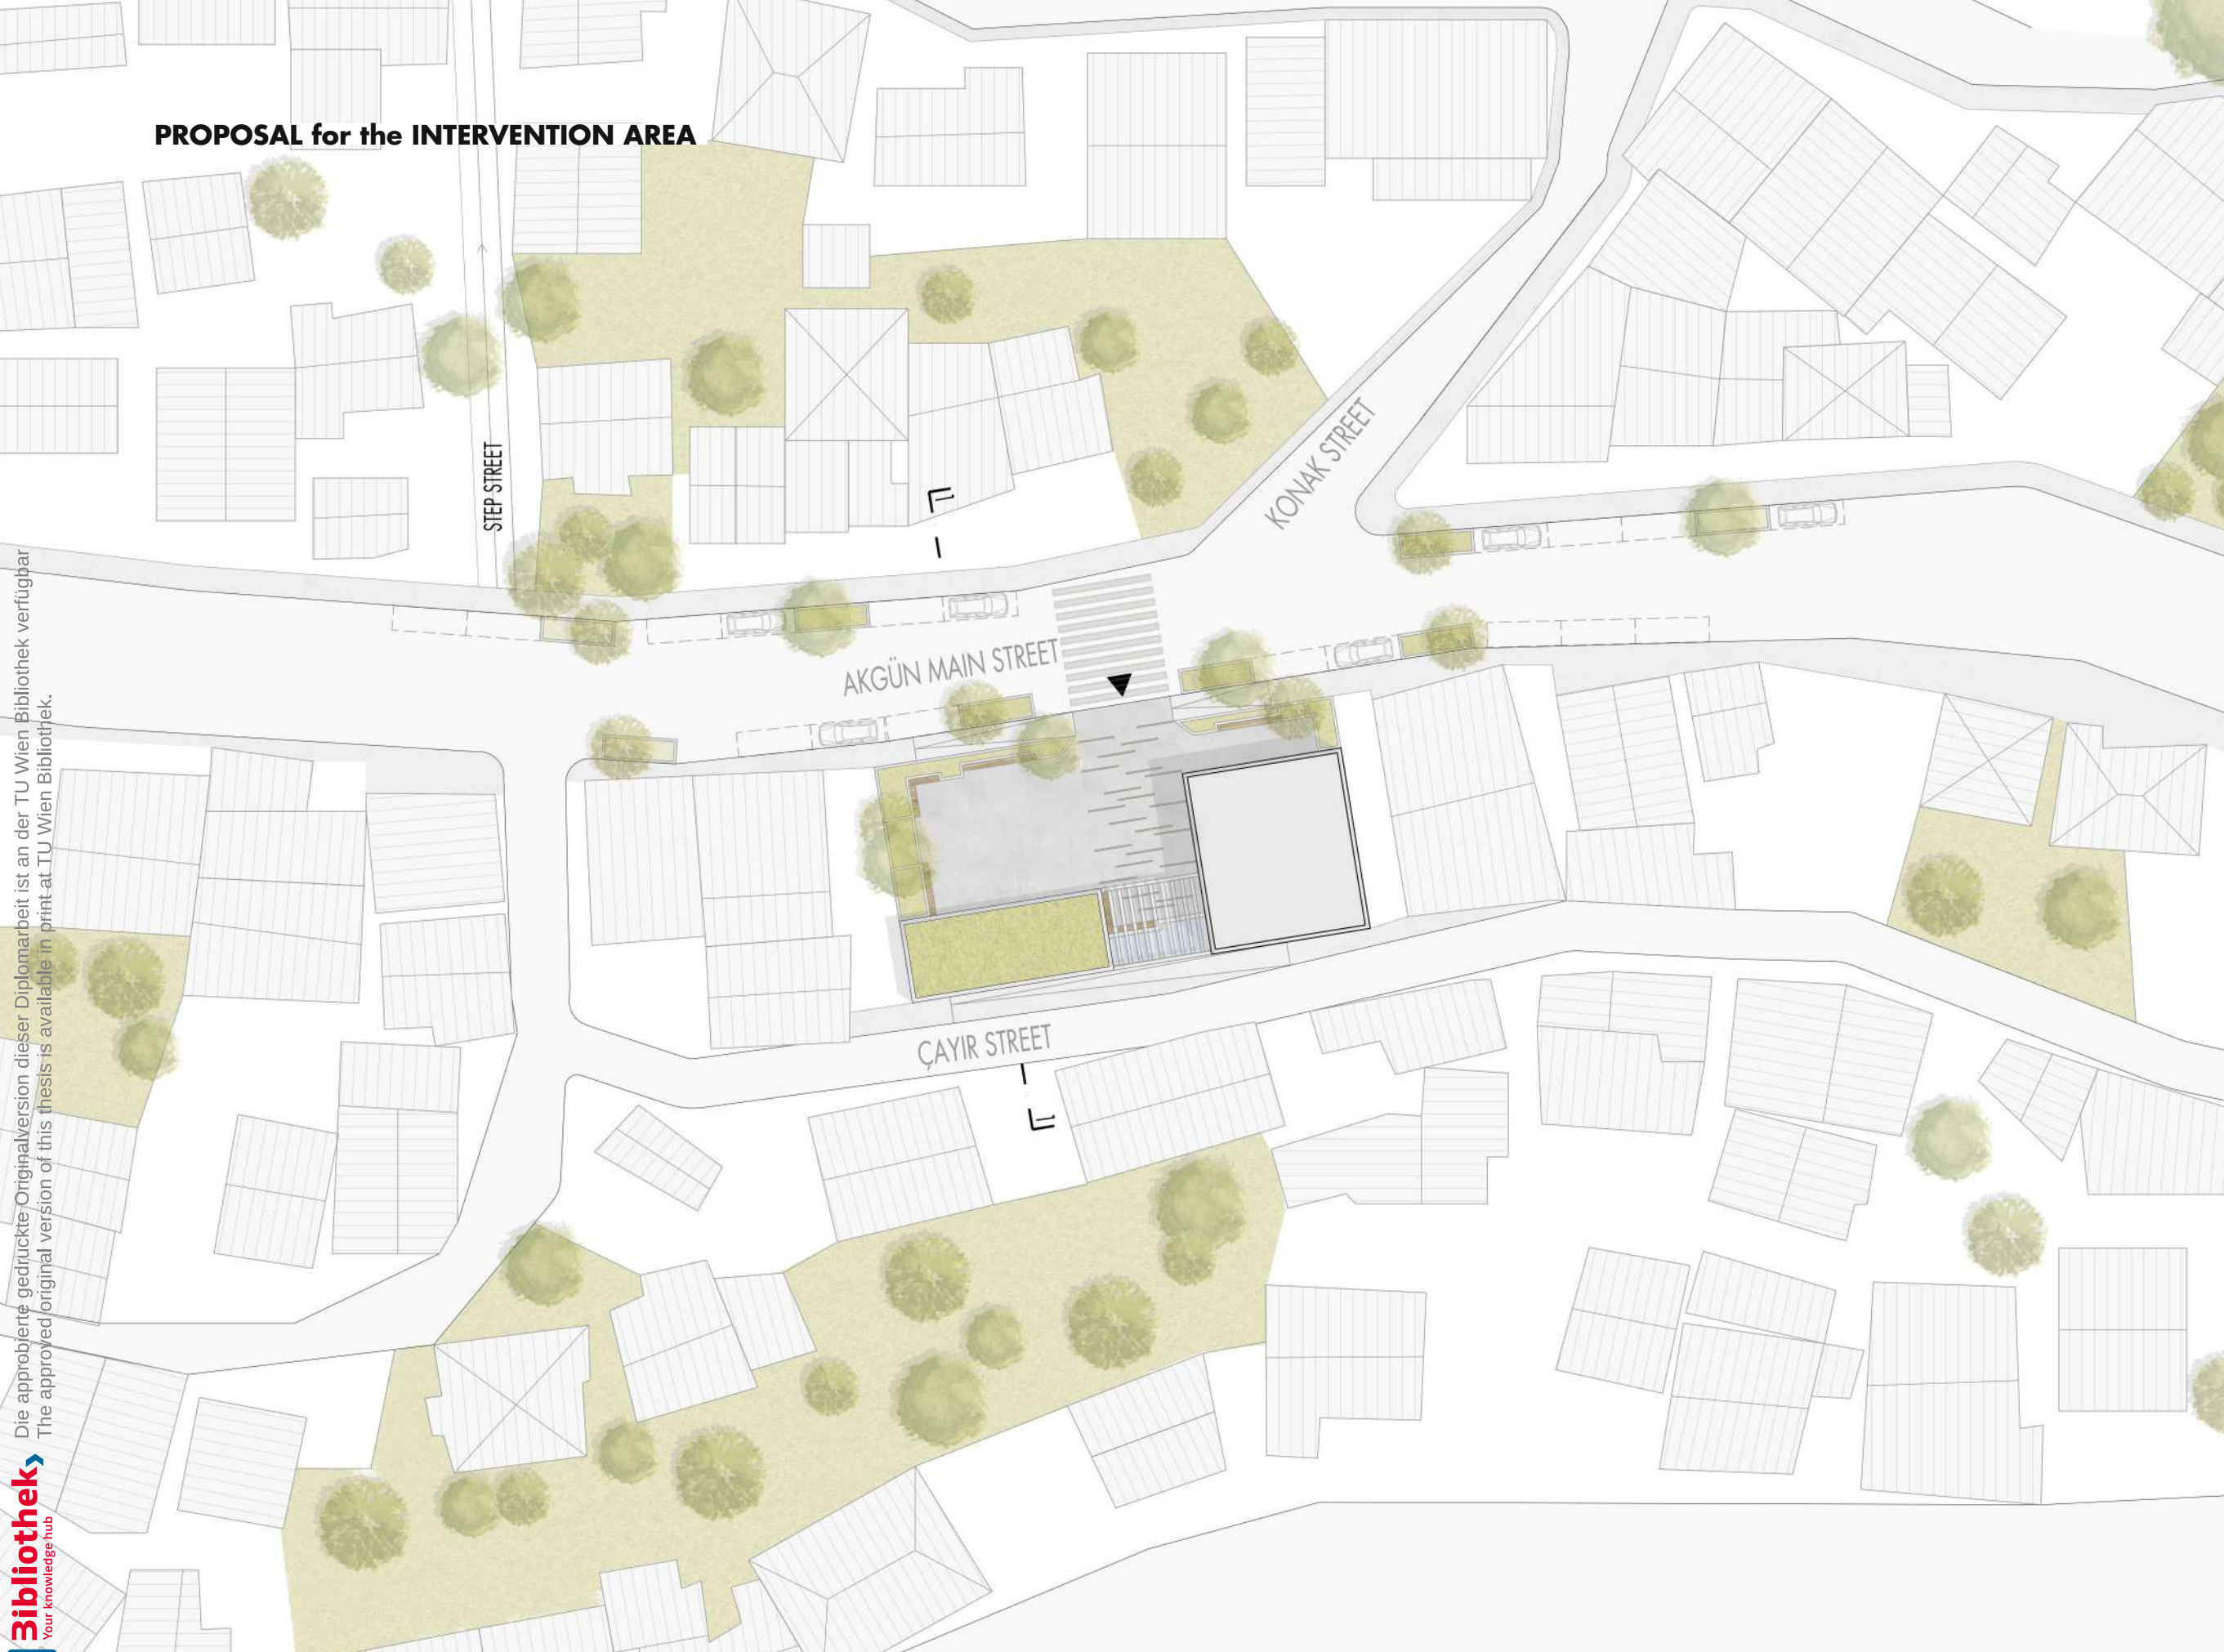 PROPOSAL for the INTERVENTION AREA
STEP STREET
KONAK STREET
AKGÜN MAIN STREET
ÇAYIR STREET
Die approbierte gedruckte Originalversion dieser Diplomarbeit ist an der TU Wien Bibliothek verfügbar
The approved original version of this thesis is available in print at TU Wien Bibliothek.
Bibliothek
Your knowledge hub